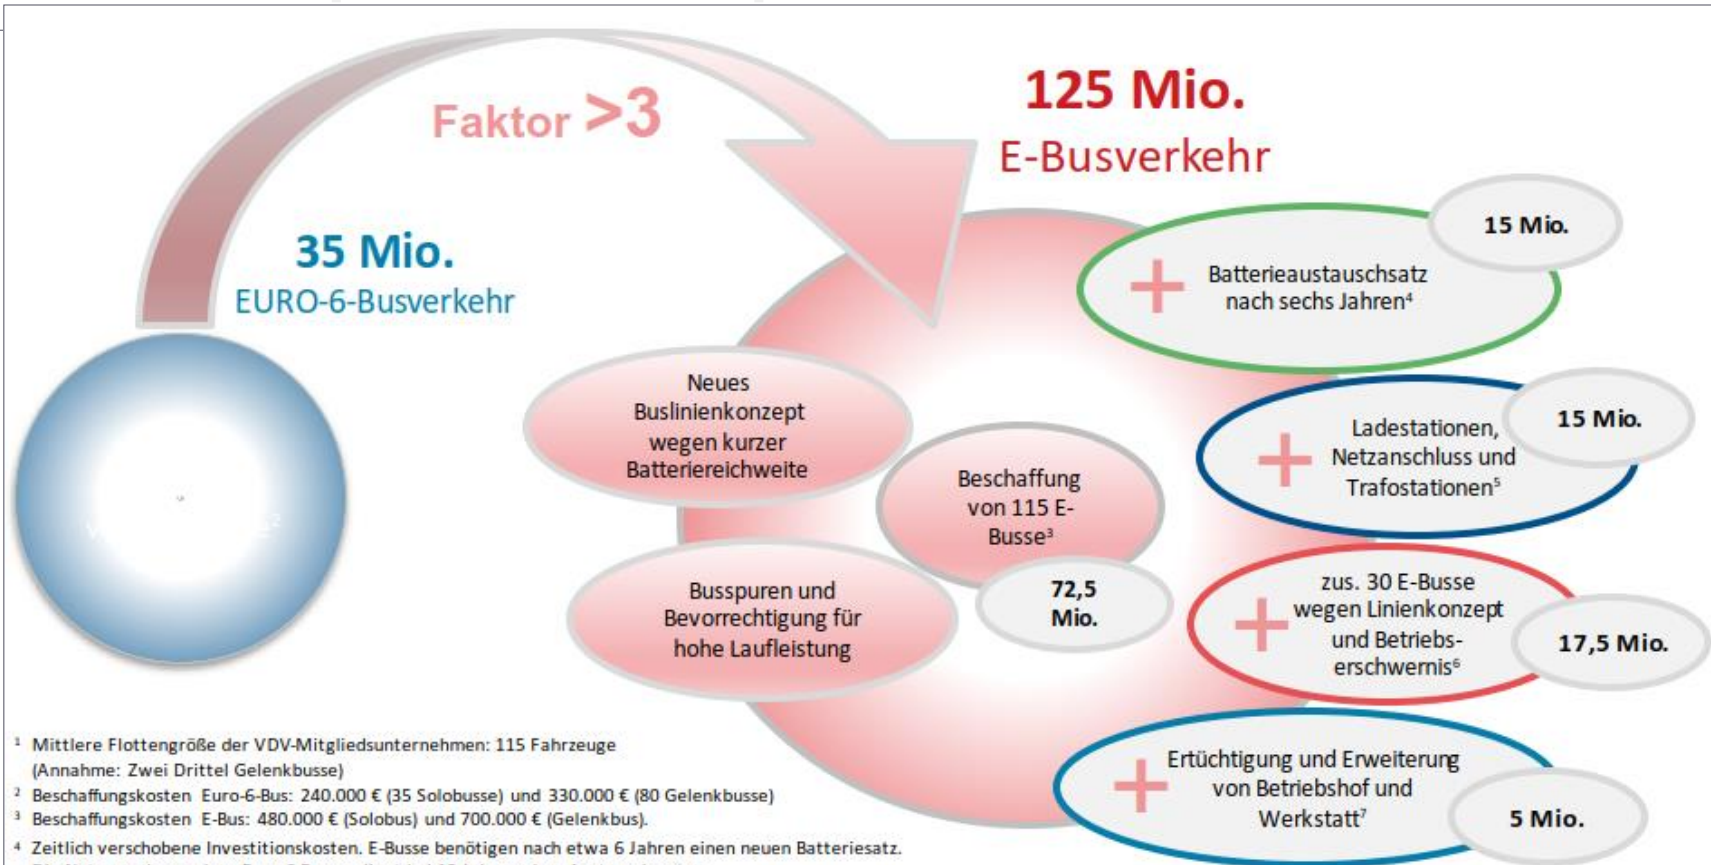 Faktor >3
125 Mio.
E-Busverkehr
35 Mio.
EURO-6-Busverkehr
15 Mio.
Batterieaustauschsatz
nach sechs Jahren⁴
Neues
Buslinienkonzept
wegen kurzer
Batteriereichweite
15 Mio.
Ladestationen,
Netzanschluss und
Trafostationen⁵
Beschaffung
von 115 E-
Busse³
72,5
Mio.
Busspuren und
Bevorrechtigung für
hohe Laufleistung
zus. 30 E-Busse
wegen Linienkonzept
und Betriebs-
erschwernis⁶
17,5 Mio.
Ertüchtigung und Erweiterung
von Betriebshof und
Werkstatt⁷
5 Mio.
¹ Mittlere Flottengröße der VDV-Mitgliedsunternehmen: 115 Fahrzeuge
(Annahme: Zwei Drittel Gelenkbusse)
² Beschaffungskosten Euro-6-Bus: 240.000 € (35 Solobusse) und 330.000 € (80 Gelenkbusse)
³ Beschaffungskosten E-Bus: 480.000 € (Solobus) und 700.000 € (Gelenkbus).
⁴ Zeitlich verschobene Investitionskosten. E-Busse benötigen nach etwa 6 Jahren einen neuen Batteriesatz.